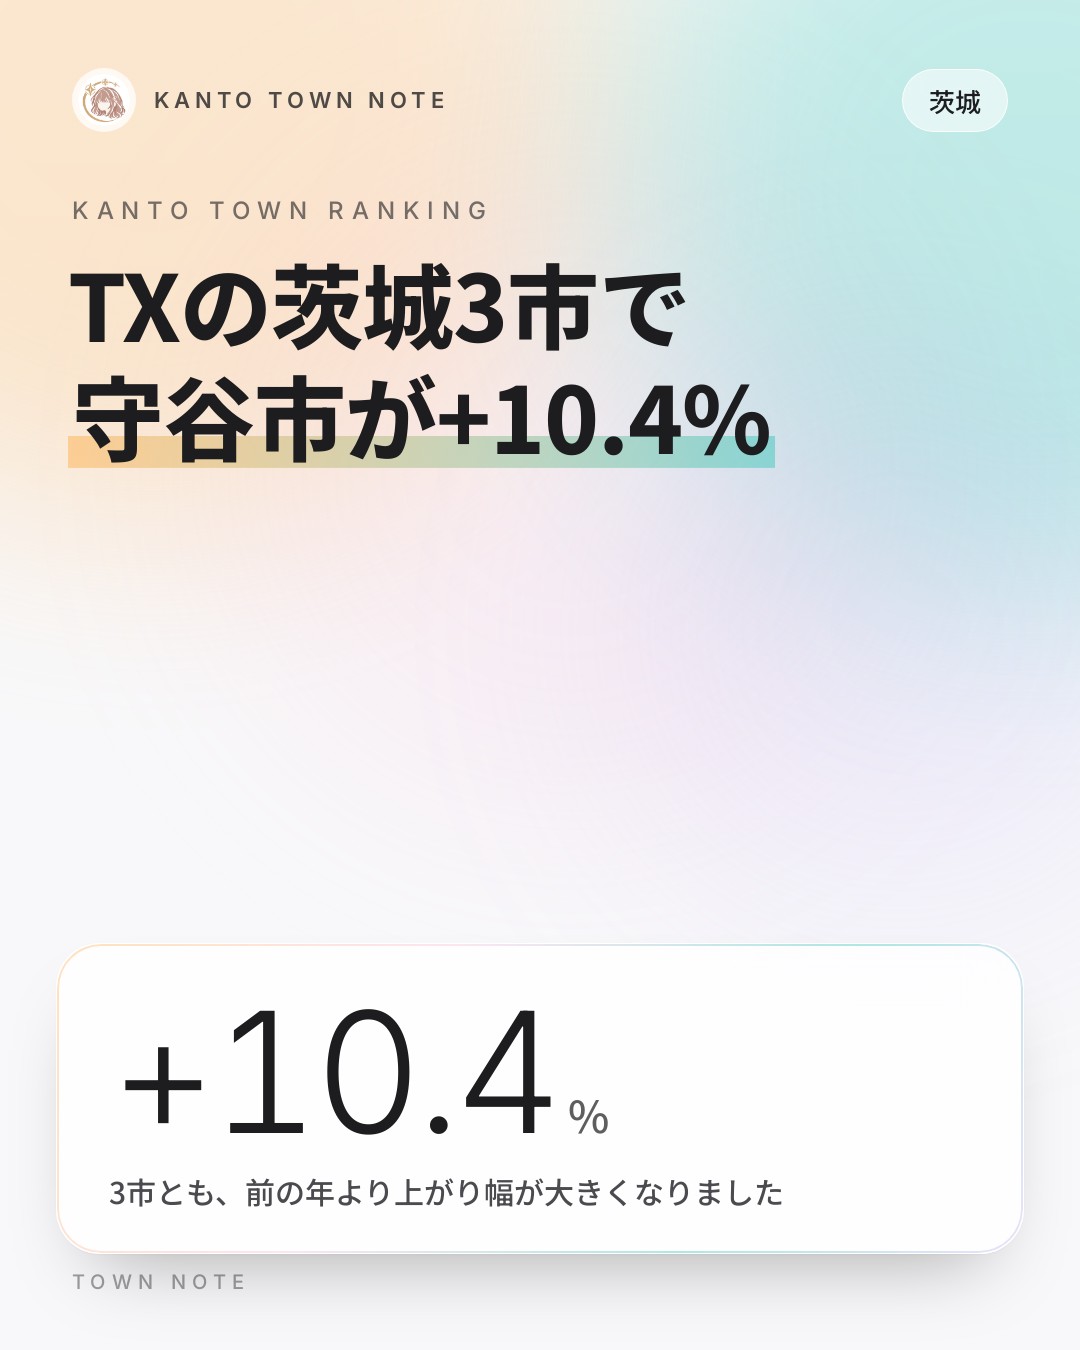 KANTO TOWN NOTE
茨城
KANTO TOWN RANKING
TXの茨城3市で
守谷市が+10.4%
+10.4%
3市とも、前の年より上がり幅が大きくなりました
TOWN NOTE